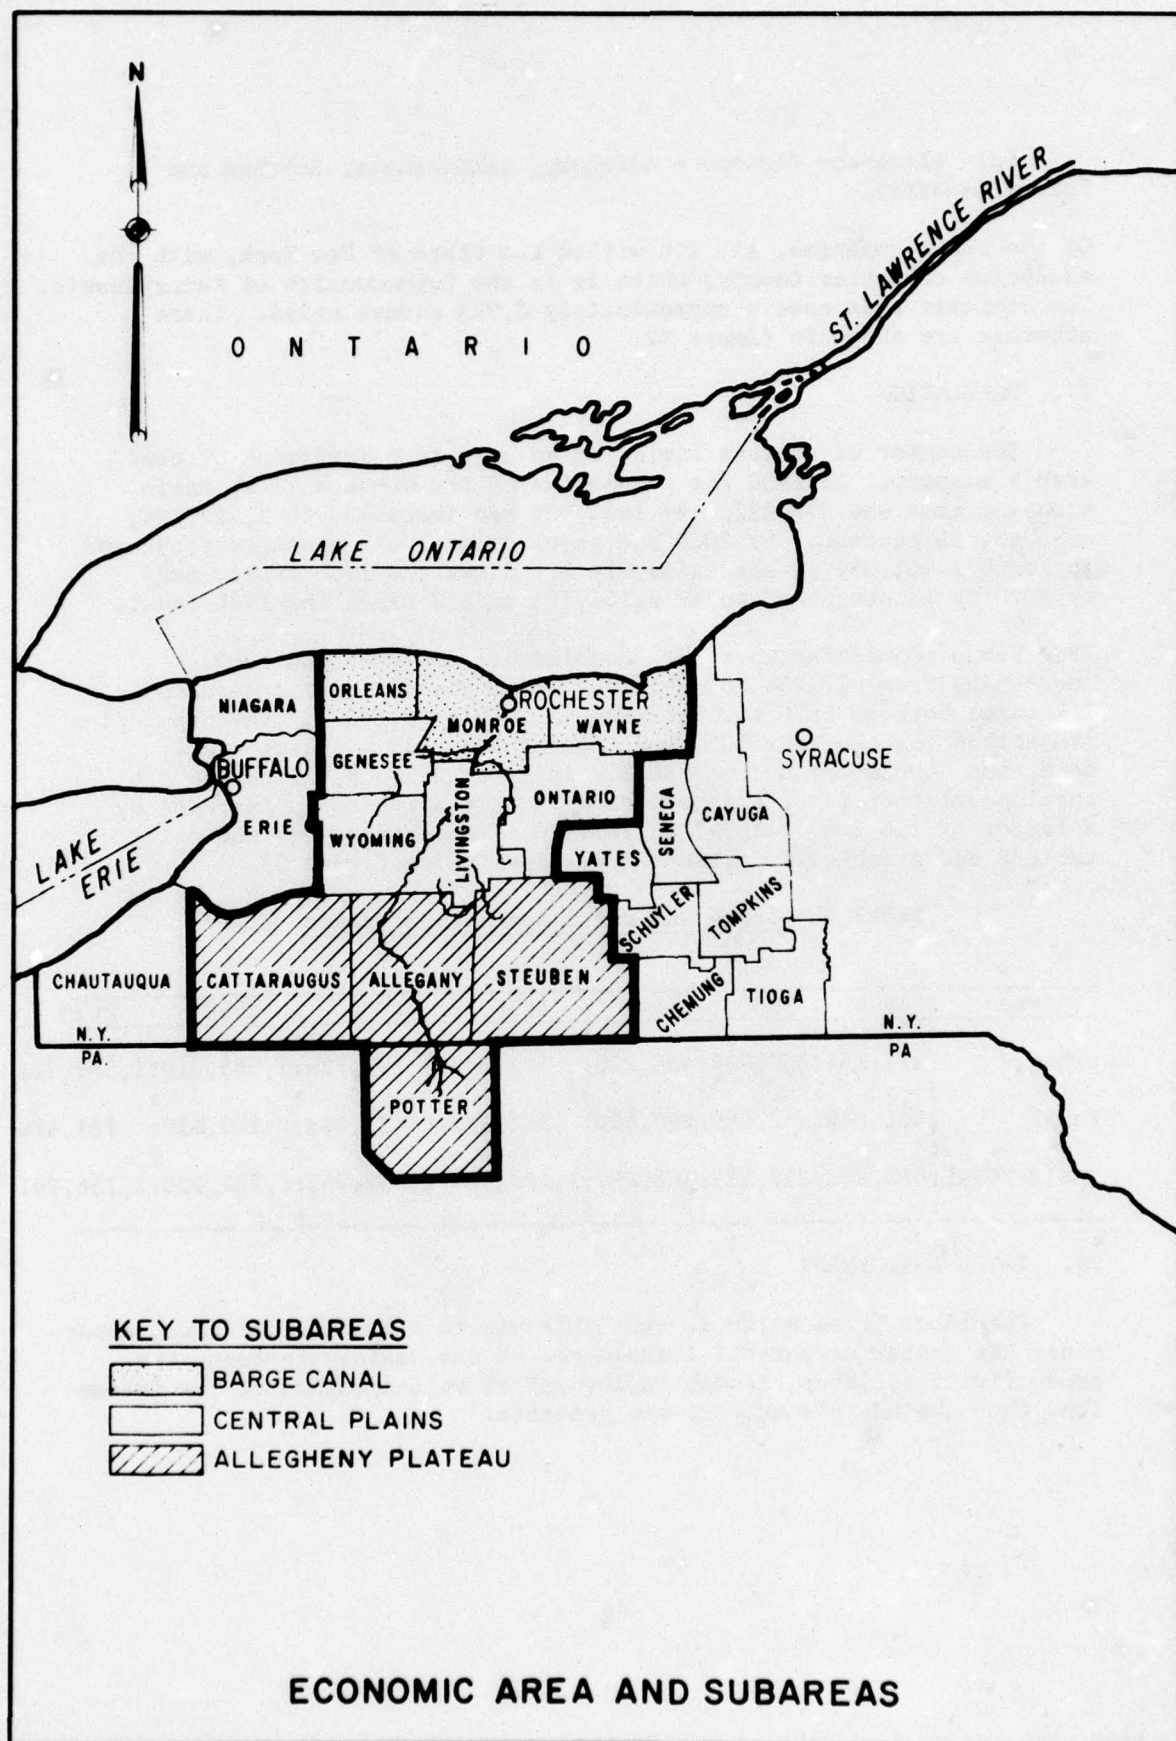 N
ST. LAWRENCE RIVER
ONTARIO
LAKE ONTARIO
ORLEANS
NIAGARA
ROCHESTER
MONROE
WAYNE
SYRACUSE
GENESEE
BUFFALO
ONTARIO
SENECA
CAYUGA
LIVINGSTON
ERIE
WYOMING
YATES
LAKE
ERIE
SCHUYLER
TOMPKINS
CHAUTAUQUA
CATTARAUGUS
ALLEGANY
STEUBEN
CHEMUNG
TIOGA
N.Y.
PA.
N.Y.
PA
POTTER
KEY TO SUBAREAS
BARGE CANAL
CENTRAL PLAINS
ALLEGHENY PLATEAU
ECONOMIC AREA AND SUBAREAS